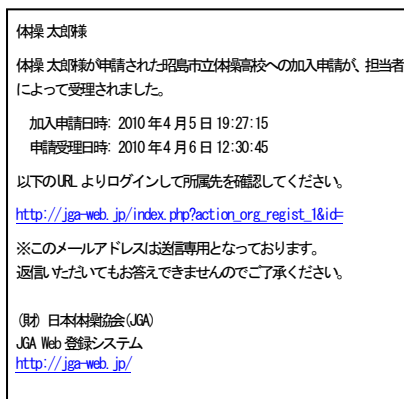 体操 太郎様
体操 太郎様が申請された昭島市立体操高校への加入申請が、担当者
によって受理されました。
加入申請日時: 2010 年 4 月 5 日 19:27:15
申請受理日時: 2010 年 4 月 6 日 12:30:45
以下の URL よりログインして所属先を確認してください。
http://jga-web.jp/index.php?action_org_regist_1&id=
※このメールアドレスは送信専用となっております。
返信いただいてもお答えできませんのでご了承ください。
(財) 日本体操協会(JGA)
JGA Web 登録システム
http://jga-web.jp/